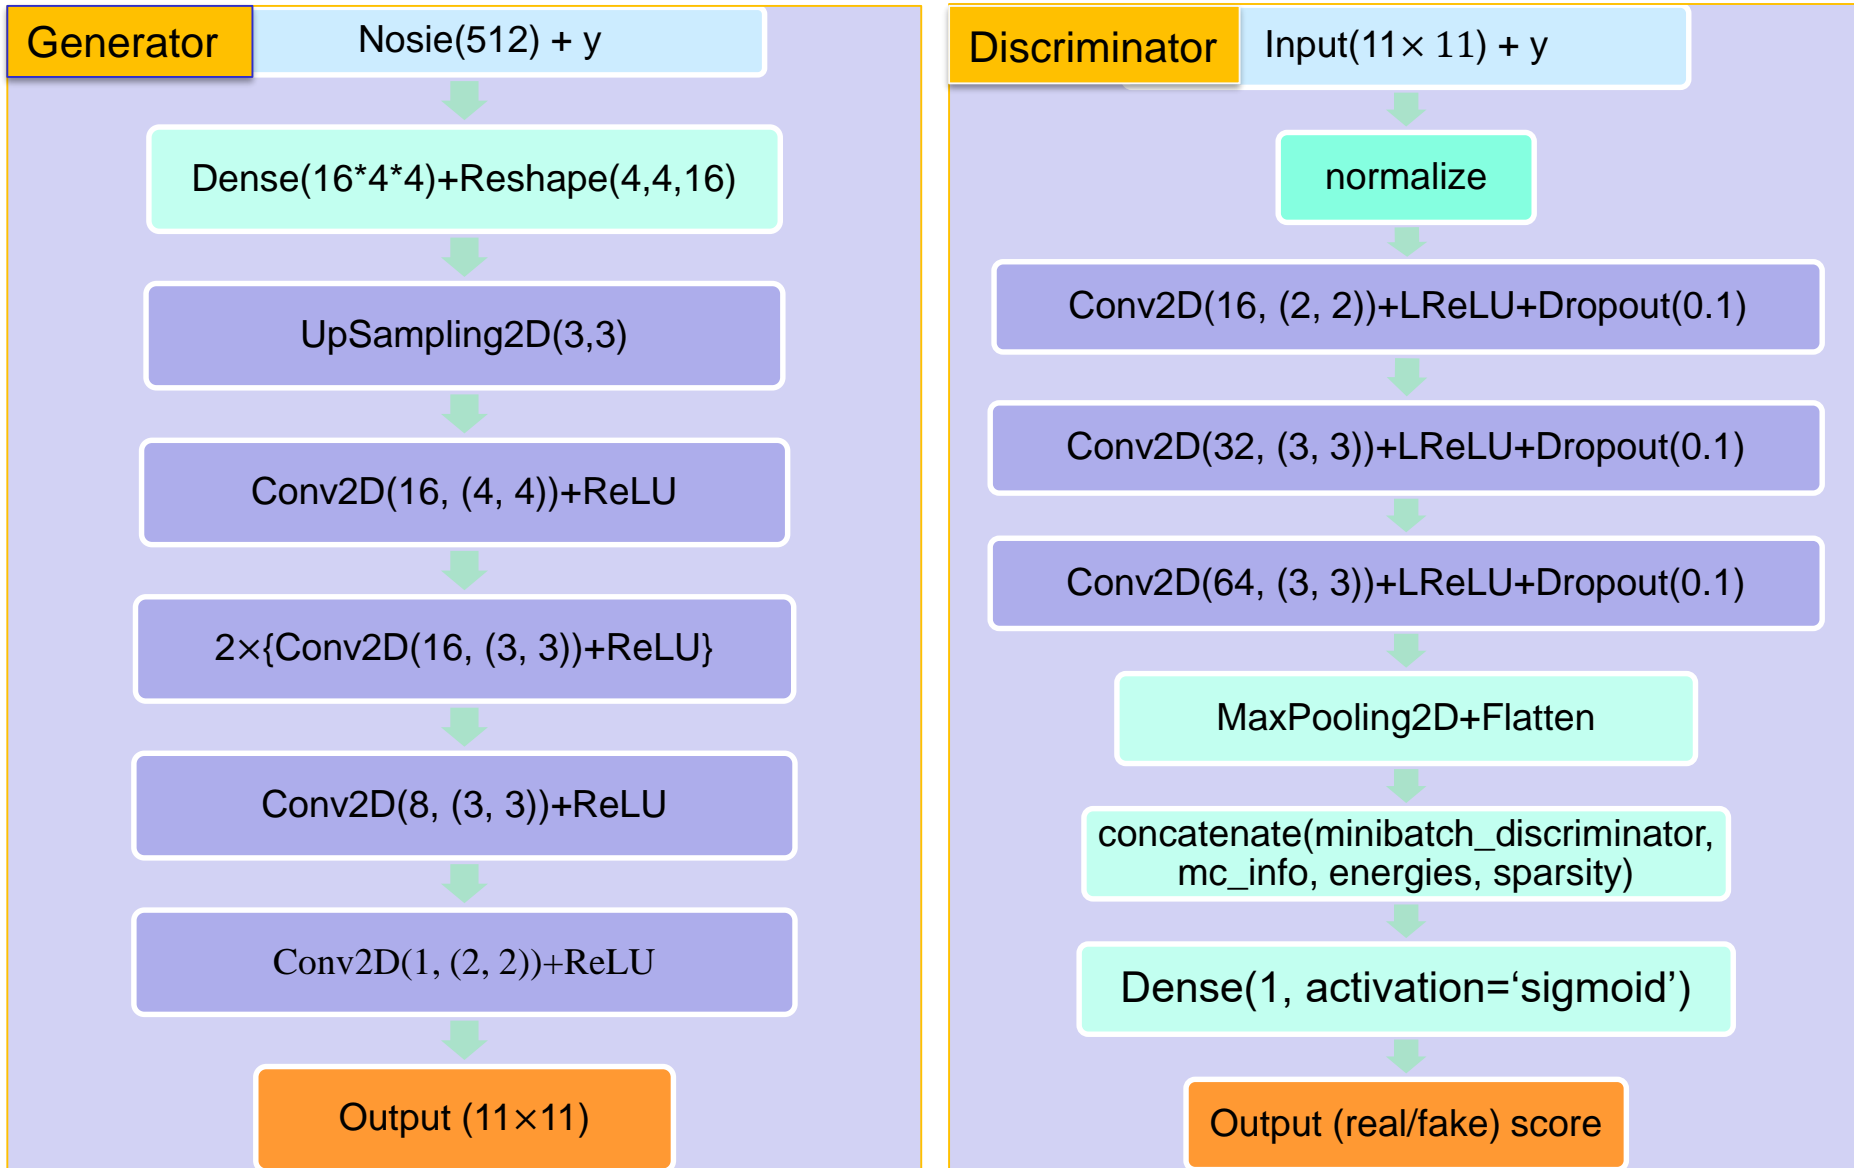 Generator
Nosie(512) + y
Dense(16*4*4)+Reshape(4,4,16)
UpSampling2D(3,3)
Conv2D(16, (4, 4))+ReLU
2×{Conv2D(16, (3, 3))+ReLU}
Conv2D(8, (3, 3))+ReLU
Conv2D(1, (2, 2))+ReLU
Output (11×11)
Discriminator
Input(11× 11) + y
normalize
Conv2D(16, (2, 2))+LReLU+Dropout(0.1)
Conv2D(32, (3, 3))+LReLU+Dropout(0.1)
Conv2D(64, (3, 3))+LReLU+Dropout(0.1)
MaxPooling2D+Flatten
concatenate(minibatch_discriminator,
mc_info, energies, sparsity)
Dense(1, activation=‘sigmoid’)
Output (real/fake) score